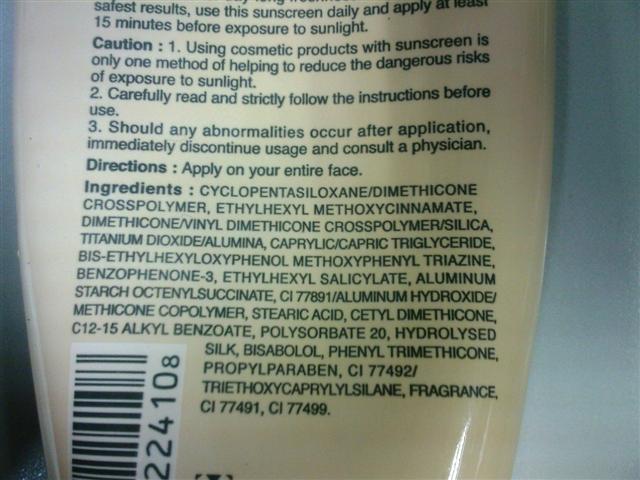 safest results, use this sunscreen daily and apply at least
15 minutes before exposure to sunlight.
Caution : 1. Using cosmetic products with sunscreen is
only one method of helping to reduce the dangerous risks
of exposure to sunlight.
2. Carefully read and strictly follow the instructions before
use.
3. Should any abnormalities occur after application,
immediately discontinue usage and consult a physician.
Directions : Apply on your entire face.
Ingredients : CYCLOPENTASILOXANE/DIMETHICONE
CROSSPOLYMER, ETHYLHEXYL METHOXYCINNAMATE,
DIMETHICONE/VINYL DIMETHICONE CROSSPOLYMER/SILICA,
TITANIUM DIOXIDE/ALUMINA, CAPRYLIC/CAPRIC TRIGLYCERIDE,
BIS-ETHYLHEXYLOXYPHENOL METHOXYPHENYL TRIAZINE,
BENZOPHENONE-3, ETHYLHEXYL SALICYLATE, ALUMINUM
STARCH OCTENYLSUCCINATE, CI 77891/ALUMINUM HYDROXIDE/
METHICONE COPOLYMER, STEARIC ACID, CETYL DIMETHICONE,
C12-15 ALKYL BENZOATE, POLYSORBATE 20, HYDROLYSED
SILK, BISABOLOL, PHENYL TRIMETHICONE,
PROPYLPARABEN, CI 77492/
TRIETHOXYCAPRYLYLSILANE, FRAGRANCE,
CI 77491, CI 77499.
224108